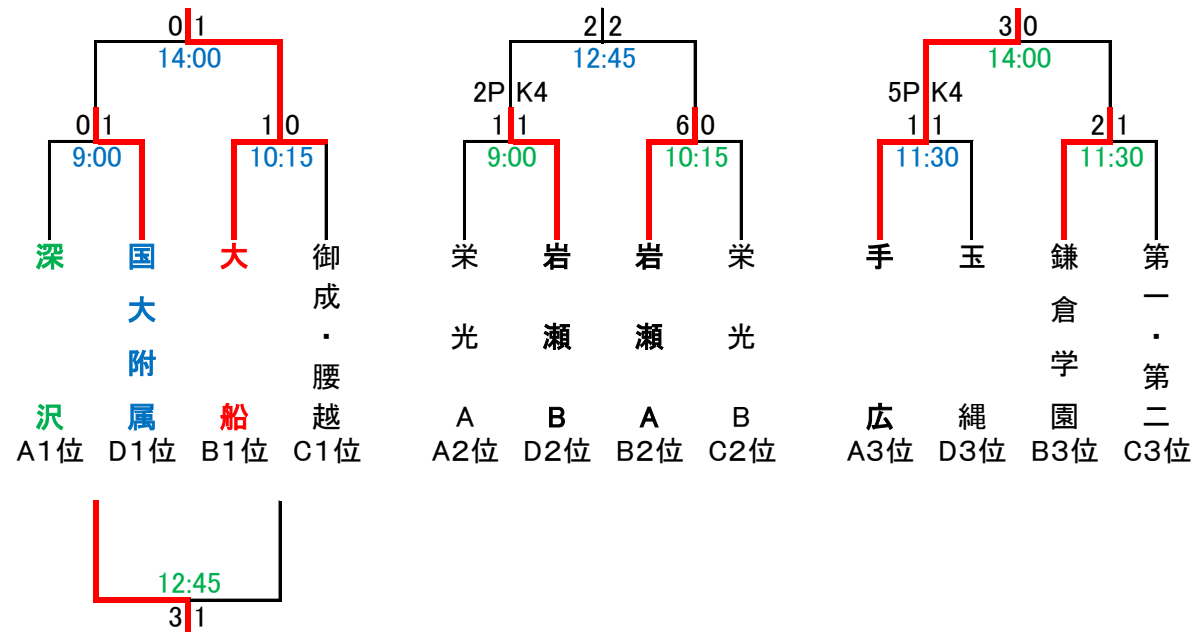 0 1
14:00
0 1
9:00
1 0
10:15
2 2
12:45
2P K4
1 1
9:00
6 0
10:15
3 0
14:00
5P K4
1 1
11:30
2 1
11:30
深沢
国大附属
大船
御成・腰越
栄光A
岩瀬B
岩瀬A
栄光B
手広
玉縄
鎌倉学園
第一・第二
A1位 D1位 B1位 C1位
A2位 D2位 B2位 C2位
A3位 D3位 B3位 C3位
12:45
3 1